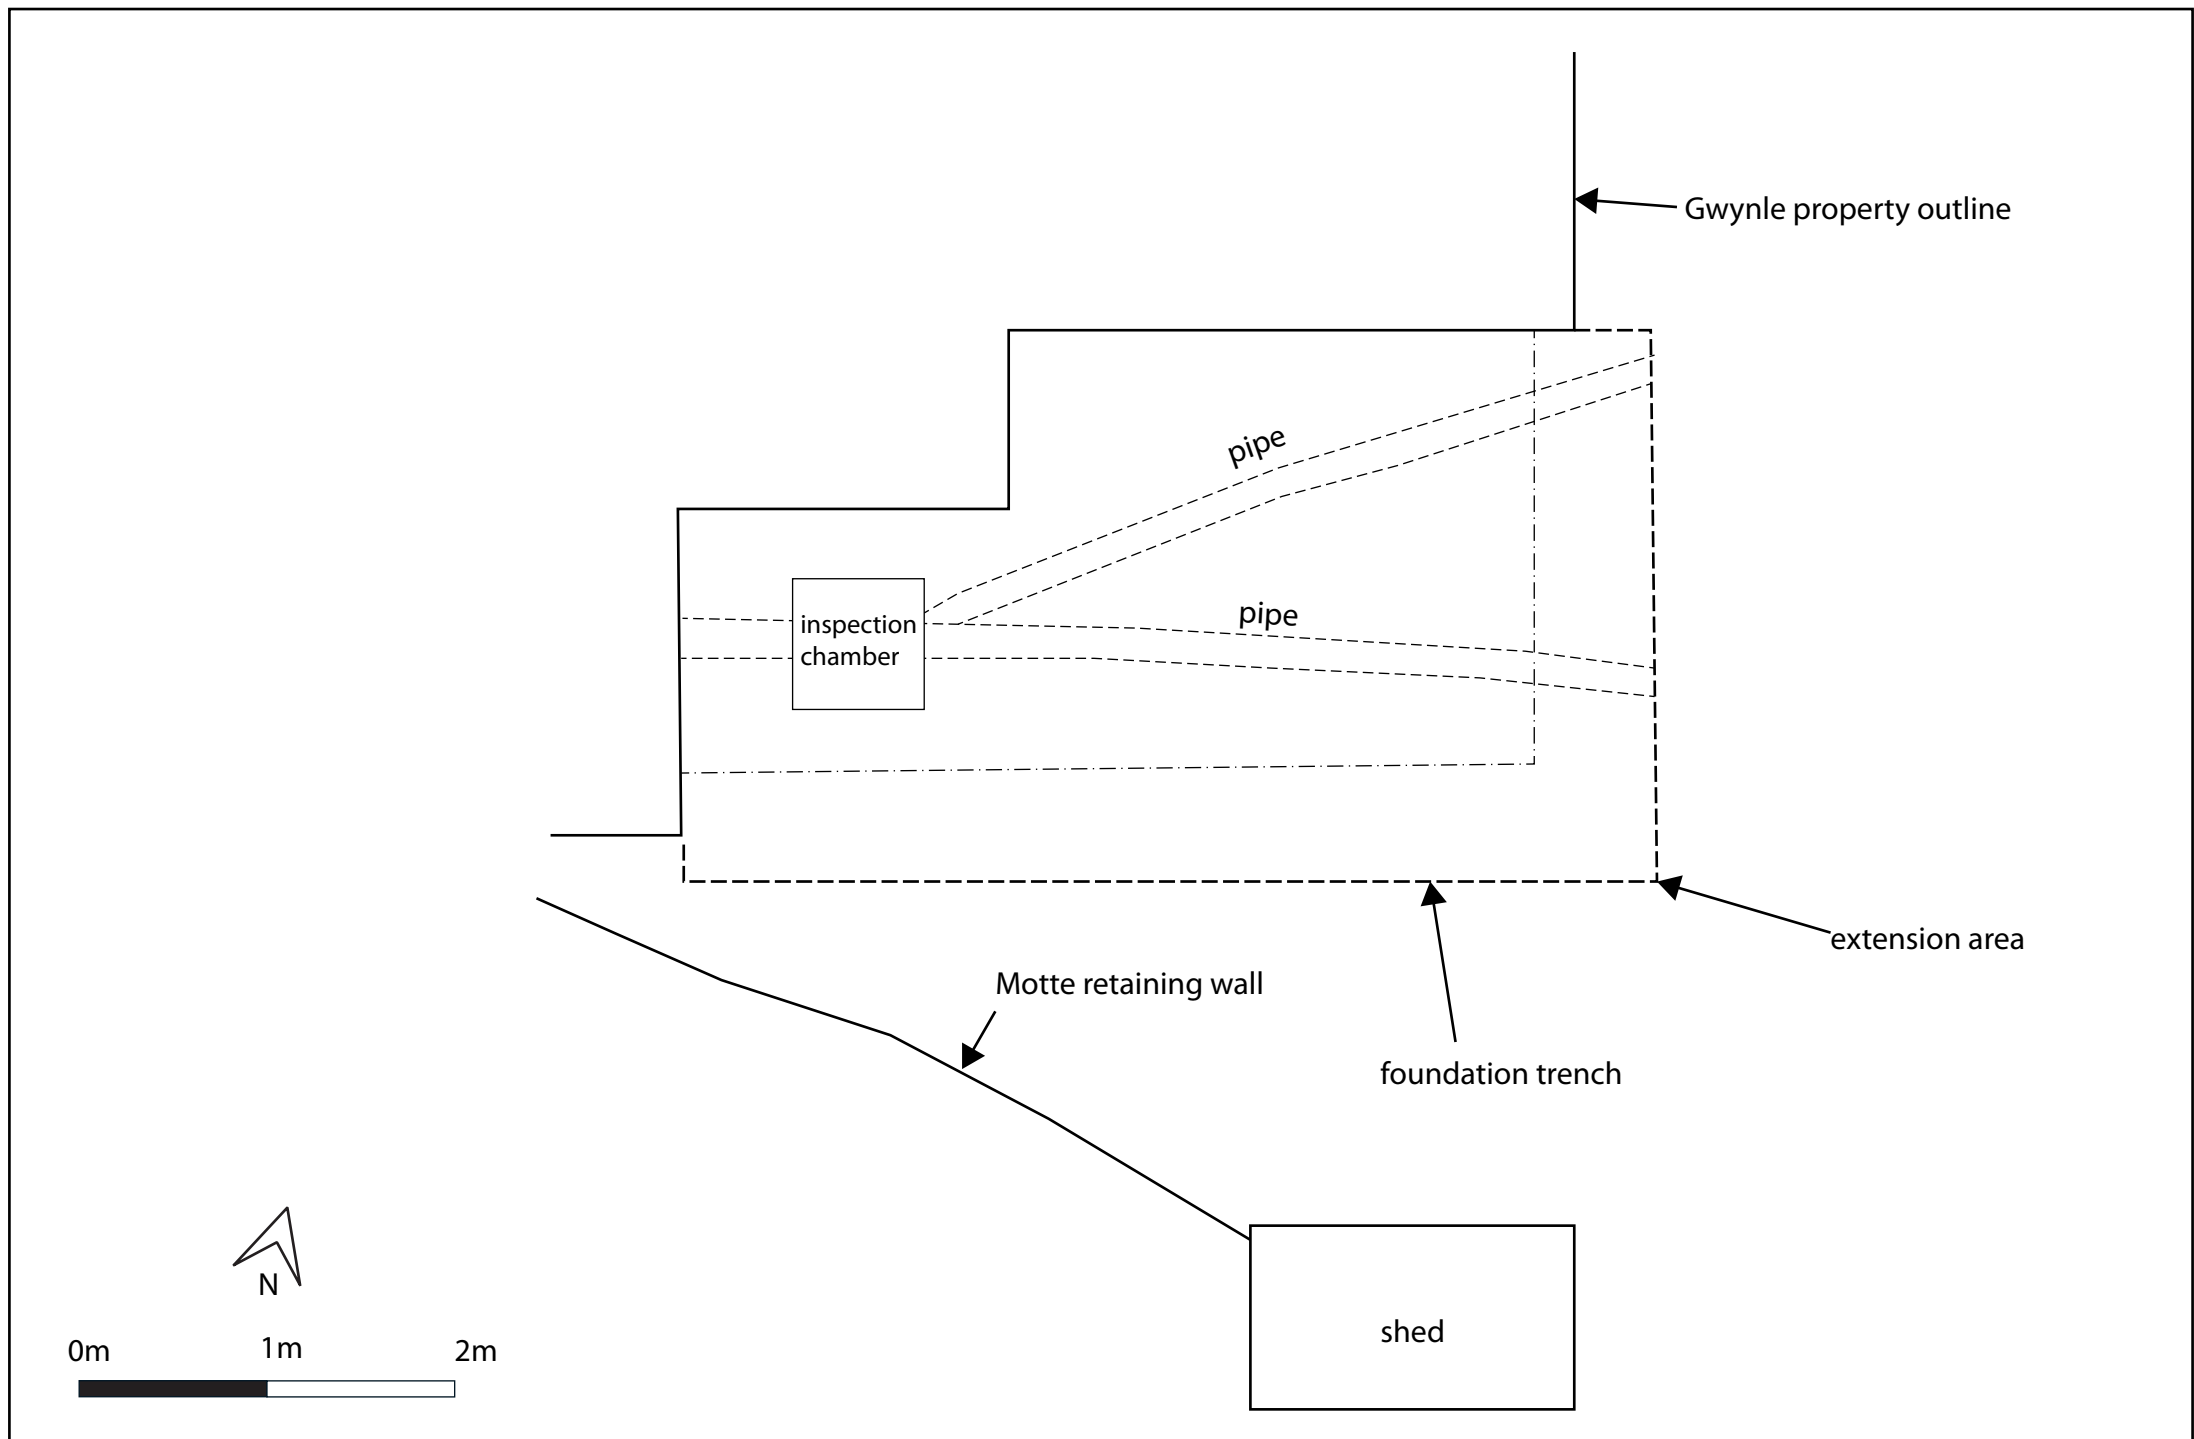 Gwynle property outline
pipe
pipe
inspection
chamber
extension area
Motte retaining wall
foundation trench
N
shed
0m 1m 2m